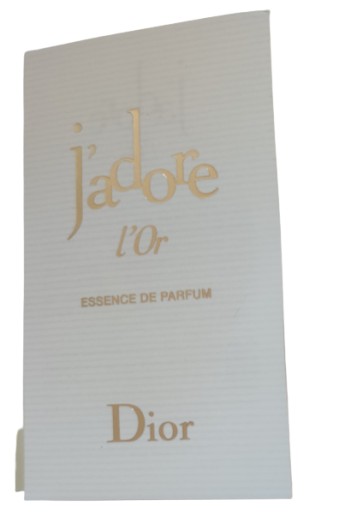 j'adore
l'Or
ESSENCE DE PARFUM
Dior